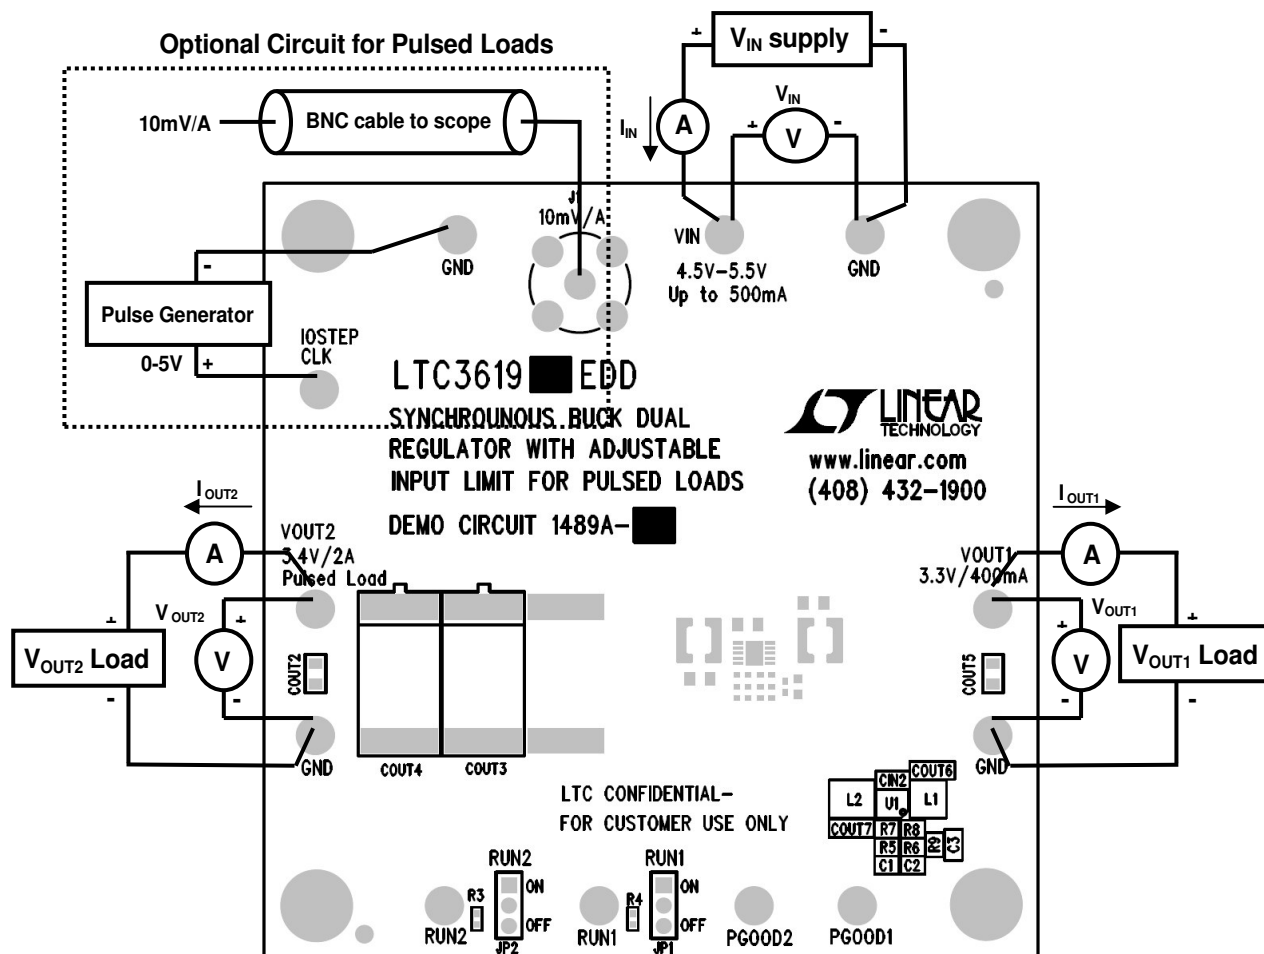 Optional Circuit for Pulsed Loads
+ VIN supply -
VIN
10mV/A
BNC cable to scope
IIN
A
+ V -
J1
10mV/A
VIN
GND
4.5V-5.5V
Up to 500mA
GND
-
Pulse Generator
0-5V +
IOSTEP
CLK
LTC3619 EDD
SYNCHROUNOUS BUCK DUAL
REGULATOR WITH ADJUSTABLE
INPUT LIMIT FOR PULSED LOADS
DEMO CIRCUIT 1489A-
LINEAR
TECHNOLOGY
www.linear.com
(408) 432-1900
IOUT2
A
VOUT2
3.4V/2A
Pulsed Load
IOUT1
A
VOUT1
3.3V/400mA
VOUT2
+
VOUT2 Load
-
+
V
-
COUT2
GND
COUT4
COUT3
VOUT1
+
VOUT1 Load
-
+
V
-
COUT5
GND
LTC CONFIDENTIAL-
FOR CUSTOMER USE ONLY
CIN2
COUT6
L2
U1
L1
COUT7
R7
R8
R5
R6
R9
C3
C1
C2
RUN2
ON
OFF
R3
RUN2
JP2
RUN1
ON
OFF
R4
RUN1
JP1
PGOOD2
PGOOD1